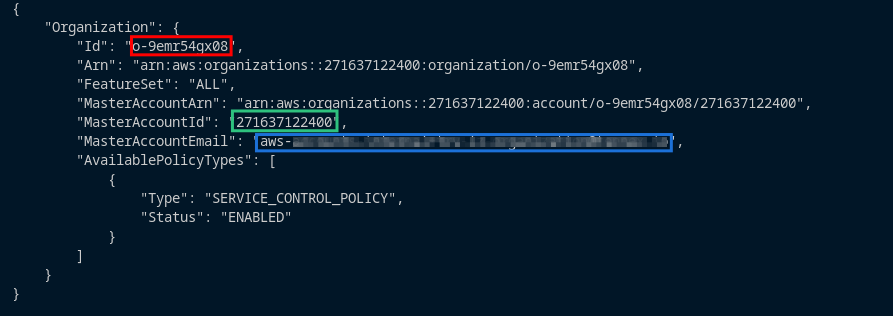 {
    "Organization": {
        "Id": "o-9emr54gx08",
        "Arn": "arn:aws:organizations::271637122400:organization/o-9emr54gx08",
        "FeatureSet": "ALL",
        "MasterAccountArn": "arn:aws:organizations::271637122400:account/o-9emr54gx08/271637122400",
        "MasterAccountId": "271637122400",
        "MasterAccountEmail": "aws-",
        "AvailablePolicyTypes": [
            {
                "Type": "SERVICE_CONTROL_POLICY",
                "Status": "ENABLED"
            }
        ]
    }
}